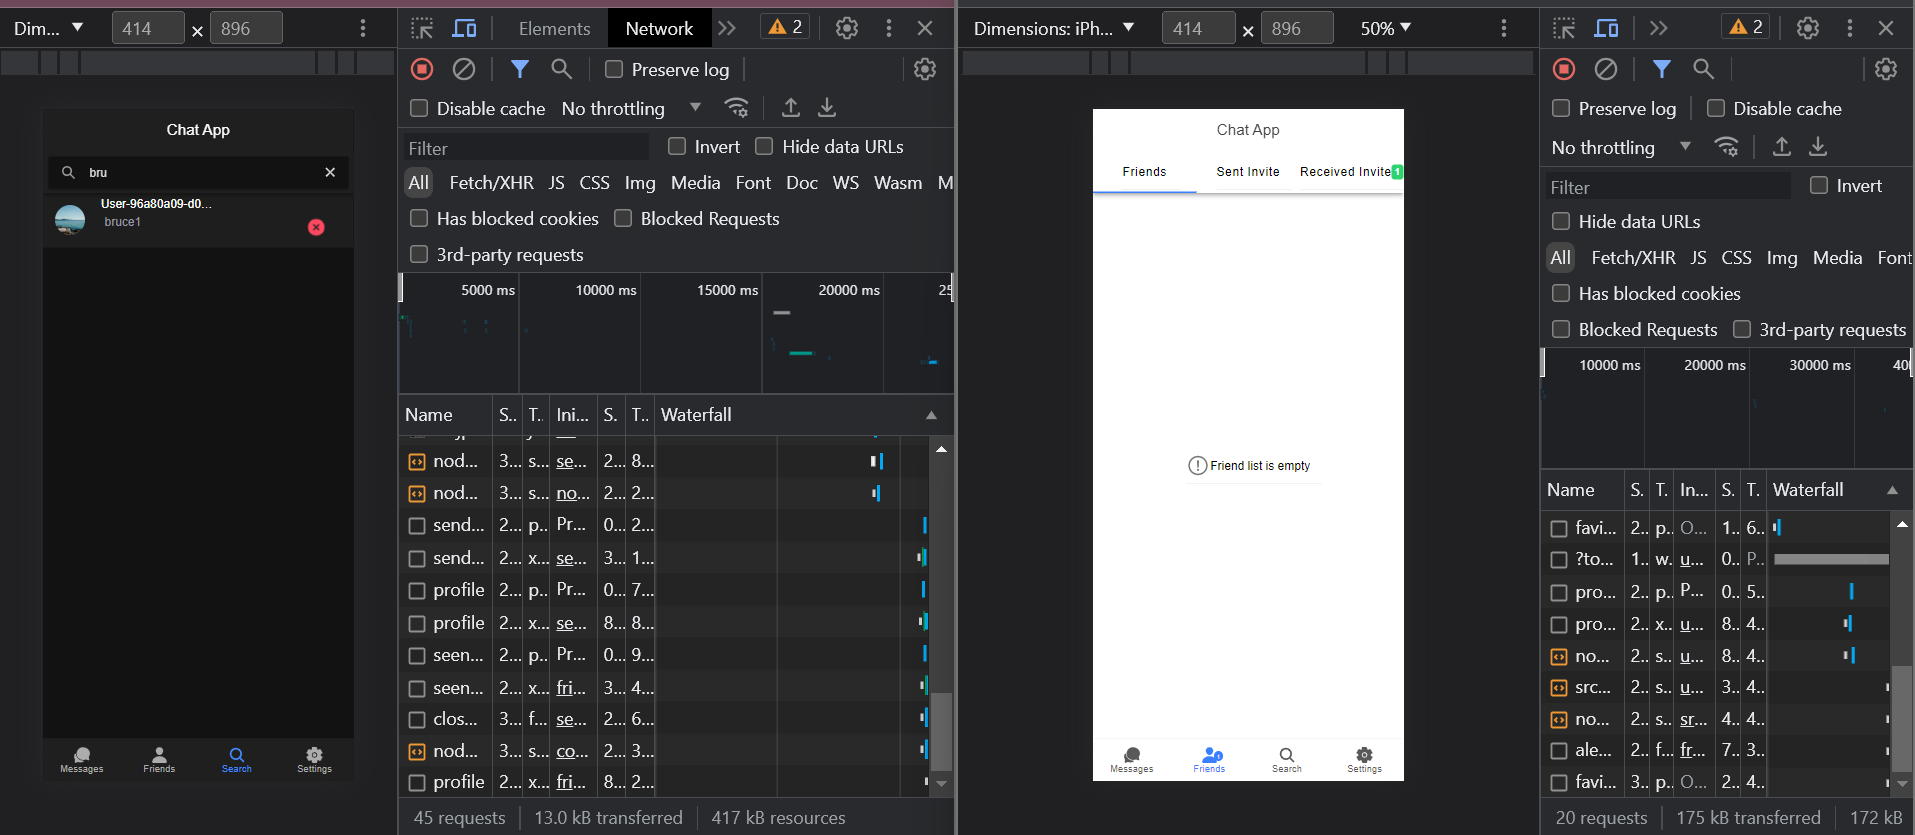 Dim...
414 × 896
Elements
Network
2
Preserve log
Disable cache
No throttling
Filter
Invert
Hide data URLs
All
Fetch/XHR
JS
CSS
Img
Media
Font
Doc
WS
Wasm
M
Has blocked cookies
Blocked Requests
3rd-party requests
5000 ms
10000 ms
15000 ms
20000 ms
25
Name
S..
T..
Ini...
S.
T..
Waterfall
nod... 3... s... se... 2... 8...
nod... 3... s... no... 2... 2...
send... 2... p... Pr... 0... 2...
send... 2... x... se... 3... 1...
profile 2... p... Pr... 0... 7...
profile 2... x... se... 8... 8...
seen... 2... p... Pr... 0... 9...
seen... 2... x... fri... 3... 4...
clos... 3... f... se... 2... 6...
nod... 3... s... co... 2... 3...
profile 2... x... fri... 8... 2...
45 requests
13.0 kB transferred
417 kB resources
Chat App
bru
User-96a80a09-d0...
bruce1
Messages
Friends
Search
Settings
Dimensions: iPh...
414 × 896
50%
2
Preserve log
Disable cache
No throttling
Filter
Invert
Hide data URLs
All
Fetch/XHR
JS
CSS
Img
Media
Font
Has blocked cookies
Blocked Requests
3rd-party requests
10000 ms
20000 ms
30000 ms
40
Name
S.
T.
In...
S.
T.
Waterfall
favi... 2.. p.. O... 1.. 6..
?to... 1.. w. u... 0.. P..
pro... 2.. p.. P... 0.. 5..
pro... 2.. x.. u... 8.. 4..
no... 2.. s.. u... 8.. 4..
src... 2.. s.. u... 3.. 4..
no... 2.. s.. sr... 4.. 4..
ale... 2.. f.. fr... 7.. 3..
favi... 3.. p.. O... 2.. 4..
20 requests
175 kB transferred
172 kB
Chat App
Friends
Sent Invite
Received Invite 1
Friend list is empty
Messages
Friends
Search
Settings